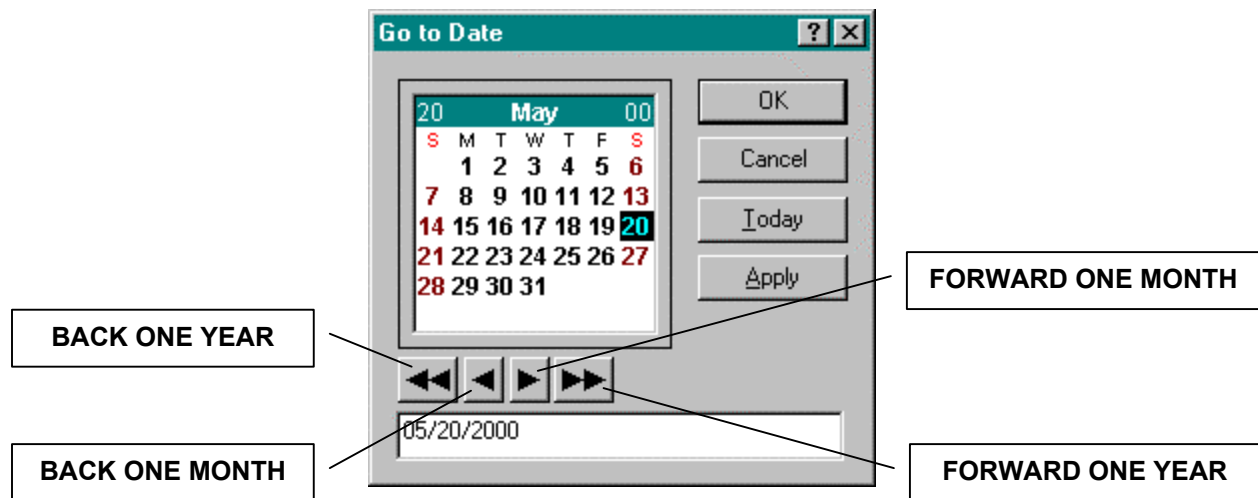 Go to Date
20 May 00
S M T W T F S
1 2 3 4 5 6
7 8 9 10 11 12 13
14 15 16 17 18 19 20
21 22 23 24 25 26 27
28 29 30 31
OK
Cancel
Today
Apply
FORWARD ONE MONTH
BACK ONE YEAR
05/20/2000
BACK ONE MONTH
FORWARD ONE YEAR